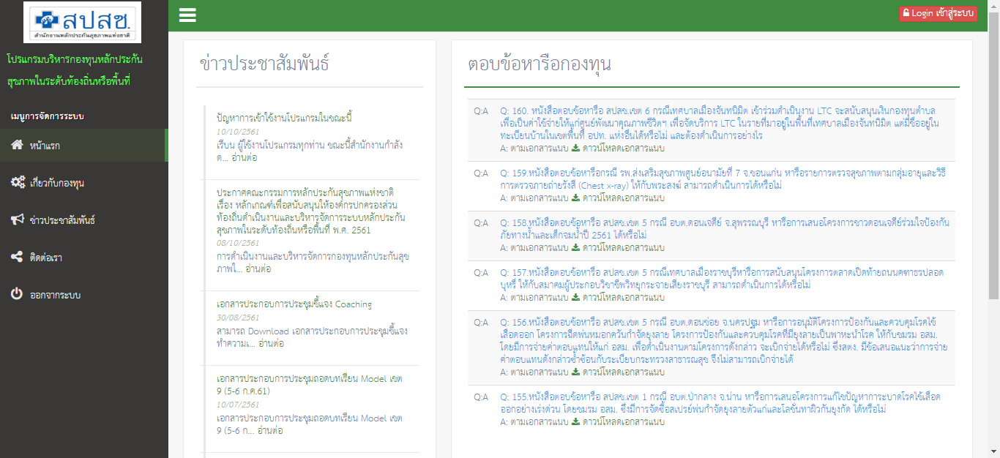 สปสช.
สำนักงานหลักประกันสุขภาพแห่งชาติ
โปรแกรมบริหารกองทุนหลักประกัน
สุขภาพในระดับท้องถิ่นหรือพื้นที่
เมนูการจัดการระบบ
หน้าแรก
เกี่ยวกับกองทุน
ข่าวประชาสัมพันธ์
ติดต่อเรา
ออกจากระบบ
Login เข้าสู่ระบบ
ข่าวประชาสัมพันธ์
ปัญหาการเข้าใช้งานโปรแกรมในขณะนี้
10/10/2561
เรียน ผู้ใช้งานโปรแกรมทุกท่าน ขณะนี้สำนักงานกำลัง
ด... อ่านต่อ
ประกาศคณะกรรมการหลักประกันสุขภาพแห่งชาติ
เรื่อง หลักเกณฑ์เพื่อสนับสนุนให้องค์กรปกครองส่วน
ท้องถิ่นดำเนินงานและบริหารจัดการระบบหลักประกัน
สุขภาพในระดับท้องถิ่นหรือพื้นที่ พ.ศ. 2561
08/10/2561
การดำเนินงานและบริหารจัดการกองทุนหลักประกันสุข
ภาพใ... อ่านต่อ
เอกสารประกอบการประชุมชี้แจง Coaching
30/08/2561
สามารถ Download เอกสารประกอบการประชุมชี้แจง
ทำความเ... อ่านต่อ
เอกสารประกอบการประชุมถอดบทเรียน Model เขต
9 (5-6 ก.ค.61)
10/07/2561
เอกสารประกอบการประชุมถอดบทเรียน Model เขต
9 (5-6 ก... อ่านต่อ
ตอบข้อหารือกองทุน
Q:A Q: 160. หนังสือตอบข้อหารือ สปสช.เขต 6 กรณีเทศบาลเมืองจันทนิมิต เข้าร่วมดำเนินงาน LTC จะสนับสนุนเงินกองทุนตำบล
เพื่อเป็นค่าใช้จ่ายให้แก่ศูนย์พัฒนาคุณภาพชีวิตฯ เพื่อจัดบริการ LTC ในรายที่มาอยู่ในพื้นที่เทศบาลเมืองจันทนิมิต แต่มีชื่ออยู่ใน
ทะเบียนบ้านในเขตพื้นที่ อปท. แห่งอื่นได้หรือไม่ และต้องดำเนินการอย่างไร
A: ตามเอกสารแนบ ดาวน์โหลดเอกสารแนบ
Q:A Q: 159.หนังสือตอบข้อหารือกรณี รพ.ส่งเสริมสุขภาพศูนย์อนามัยที่ 7 จ.ขอนแก่น หารือรายการตรวจสุขภาพตามกลุ่มอายุและวิธี
การตรวจภายถ่ายรังสี (Chest x-ray) ให้กับพระสงฆ์ สามารถดำเนินการได้หรือไม่
A: ตามเอกสารแนบ ดาวน์โหลดเอกสารแนบ
Q:A Q: 158.หนังสือตอบข้อหารือ สปสช.เขต 5 กรณี อบต.ดอนเจดีย์ จ.สุพรรณบุรี หารือการเสนอโครงการชาวดอนเจดีย์ร่วมใจป้องกัน
ภัยทางน้ำและเด็กจมน้ำปี 2561 ได้หรือไม่
A: ตามเอกสารแนบ ดาวน์โหลดเอกสารแนบ
Q:A Q: 157.หนังสือตอบข้อหารือ สปสช.เขต 5 กรณีเทศบาลเมืองราชบุรีหารือการสนับสนุนโครงการตลาดเปิดท้ายถนนคฑาธรปลอด
บุหรี่ ให้กับสมาคมผู้ประกอบวิชาชีพวิทยุกระจายเสียงราชบุรี สามารถดำเนินการได้หรือไม่
A: ตามเอกสารแนบ ดาวน์โหลดเอกสารแนบ
Q:A Q: 156.หนังสือตอบข้อหารือ สปสช.เขต 5 กรณี อบต.ดอนข่อย จ.นครปฐม หารือการอนุมัติโครงการป้องกันและควบคุมโรคไข้
เลือดออก โครงการฉีดพ่นหมอกควันกำจัดยุงลาย โครงการป้องกันและควบคุมโรคที่มียุงลายเป็นพาหะนำโรค ให้กับชมรม อสม.
โดยมีการจ่ายค่าตอบแทนให้แก่ อสม. เพื่อดำเนินงานตามโครงการดังกล่าว จะเบิกจ่ายได้หรือไม่ ซึ่งสตง. มีข้อเสนอแนะว่าการจ่าย
ค่าตอบแทนดังกล่าวซ้ำซ้อนกับระเบียบกระทรวงสาธารณสุข จึงไม่สามารถเบิกจ่ายได้
A: ตามเอกสารแนบ ดาวน์โหลดเอกสารแนบ
Q:A Q: 155.หนังสือตอบข้อหารือ สปสช.เขต 1 กรณี อบต.ป่ากลาง จ.น่าน หารือการเสนอโครงการแก้ไขปัญหาการะบาดโรคไข้เลือด
ออกอย่างเร่งด่วน โดยชมรม อสม. ซึ่งมีการจัดซื้อสเปรย์พ่นกำจัดยุงลายตัวแก่และโลชั่นทาผิวกันยุงกัด ได้หรือไม่
A: ตามเอกสารแนบ ดาวน์โหลดเอกสารแนบ